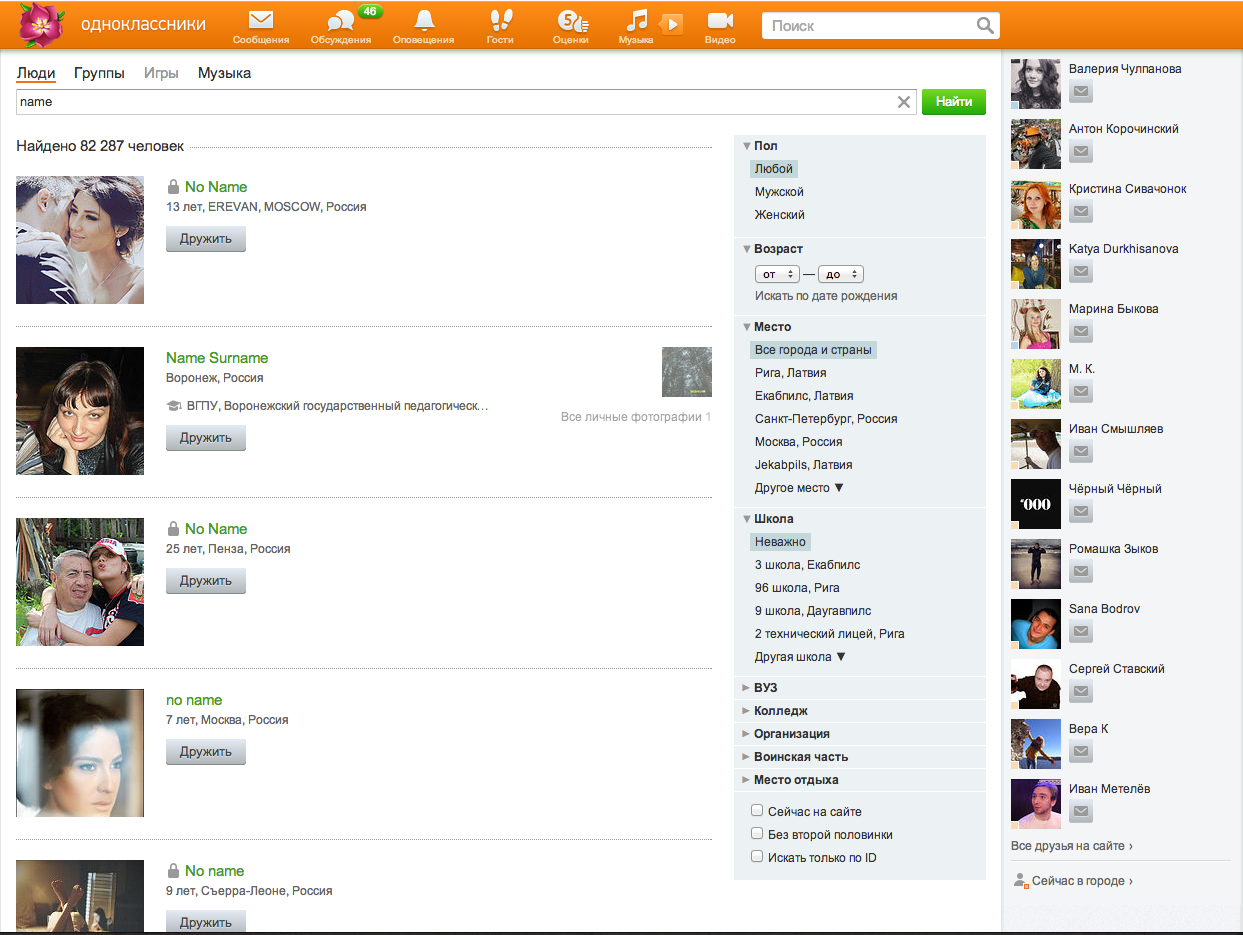 одноклассники
Сообщения
Обсуждения
46
Оповещения
Гости
5
Оценки
Музыка
Видео
Поиск
Люди Группы Игры Музыка
name
Найти
Найдено 82 287 человек
No Name
13 лет, EREVAN, MOSCOW, Россия
Дружить
Name Surname
Воронеж, Россия
ВГПУ, Воронежский государственный педагогическ…
Дружить
Все личные фотографии 1
No Name
25 лет, Пенза, Россия
Дружить
no name
7 лет, Москва, Россия
Дружить
No name
9 лет, Съерра-Леоне, Россия
Дружить
Пол
Любой
Мужской
Женский
Возраст
от — до
Искать по дате рождения
Место
Все города и страны
Рига, Латвия
Екабпилс, Латвия
Санкт-Петербург, Россия
Москва, Россия
Jekabpils, Латвия
Другое место ▼
Школа
Неважно
3 школа, Екабпилс
96 школа, Рига
9 школа, Даугавпилс
2 технический лицей, Рига
Другая школа ▼
ВУЗ
Колледж
Организация
Воинская часть
Место отдыха
Сейчас на сайте
Без второй половинки
Искать только по ID
Валерия Чулпанова
Антон Корочинский
Кристина Сивачонок
Katya Durkhisanova
Марина Быкова
М. К.
Иван Смышляев
Чёрный Чёрный
'000
Ромашка Зыков
Sana Bodrov
Сергей Ставский
Вера К
Иван Метелёв
Все друзья на сайте ›
Сейчас в городе ›